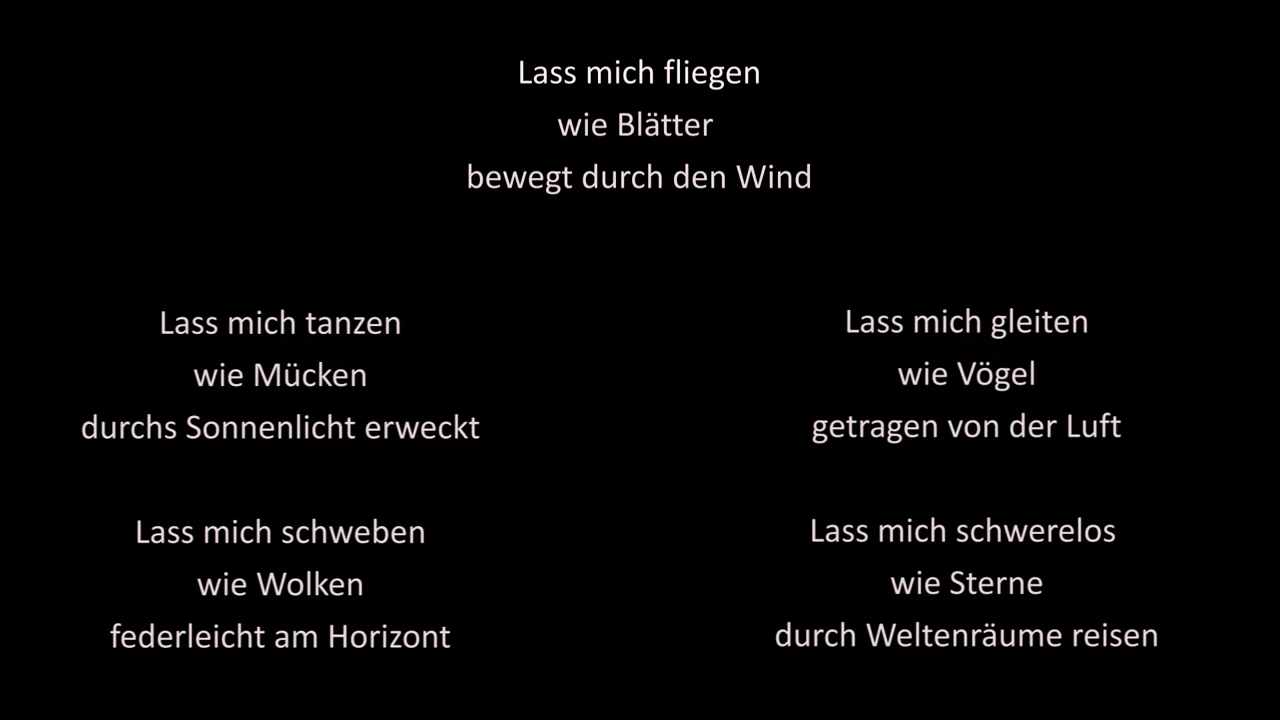 Lass mich fliegen
wie Blätter
bewegt durch den Wind
Lass mich tanzen
wie Mücken
durchs Sonnenlicht erweckt
Lass mich schweben
wie Wolken
federleicht am Horizont
Lass mich gleiten
wie Vögel
getragen von der Luft
Lass mich schwerelos
wie Sterne
durch Weltenräume reisen